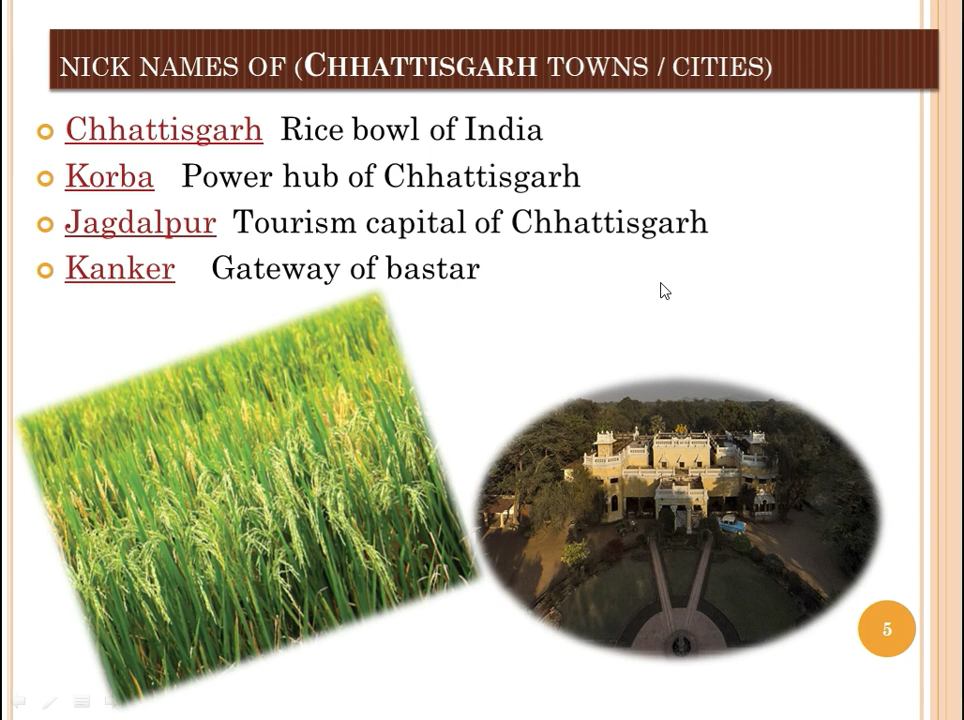 NICK NAMES OF (CHHATTISGARH TOWNS / CITIES)
Chhattisgarh Rice bowl of India
Korba Power hub of Chhattisgarh
Jagdalpur Tourism capital of Chhattisgarh
Kanker Gateway of bastar
5